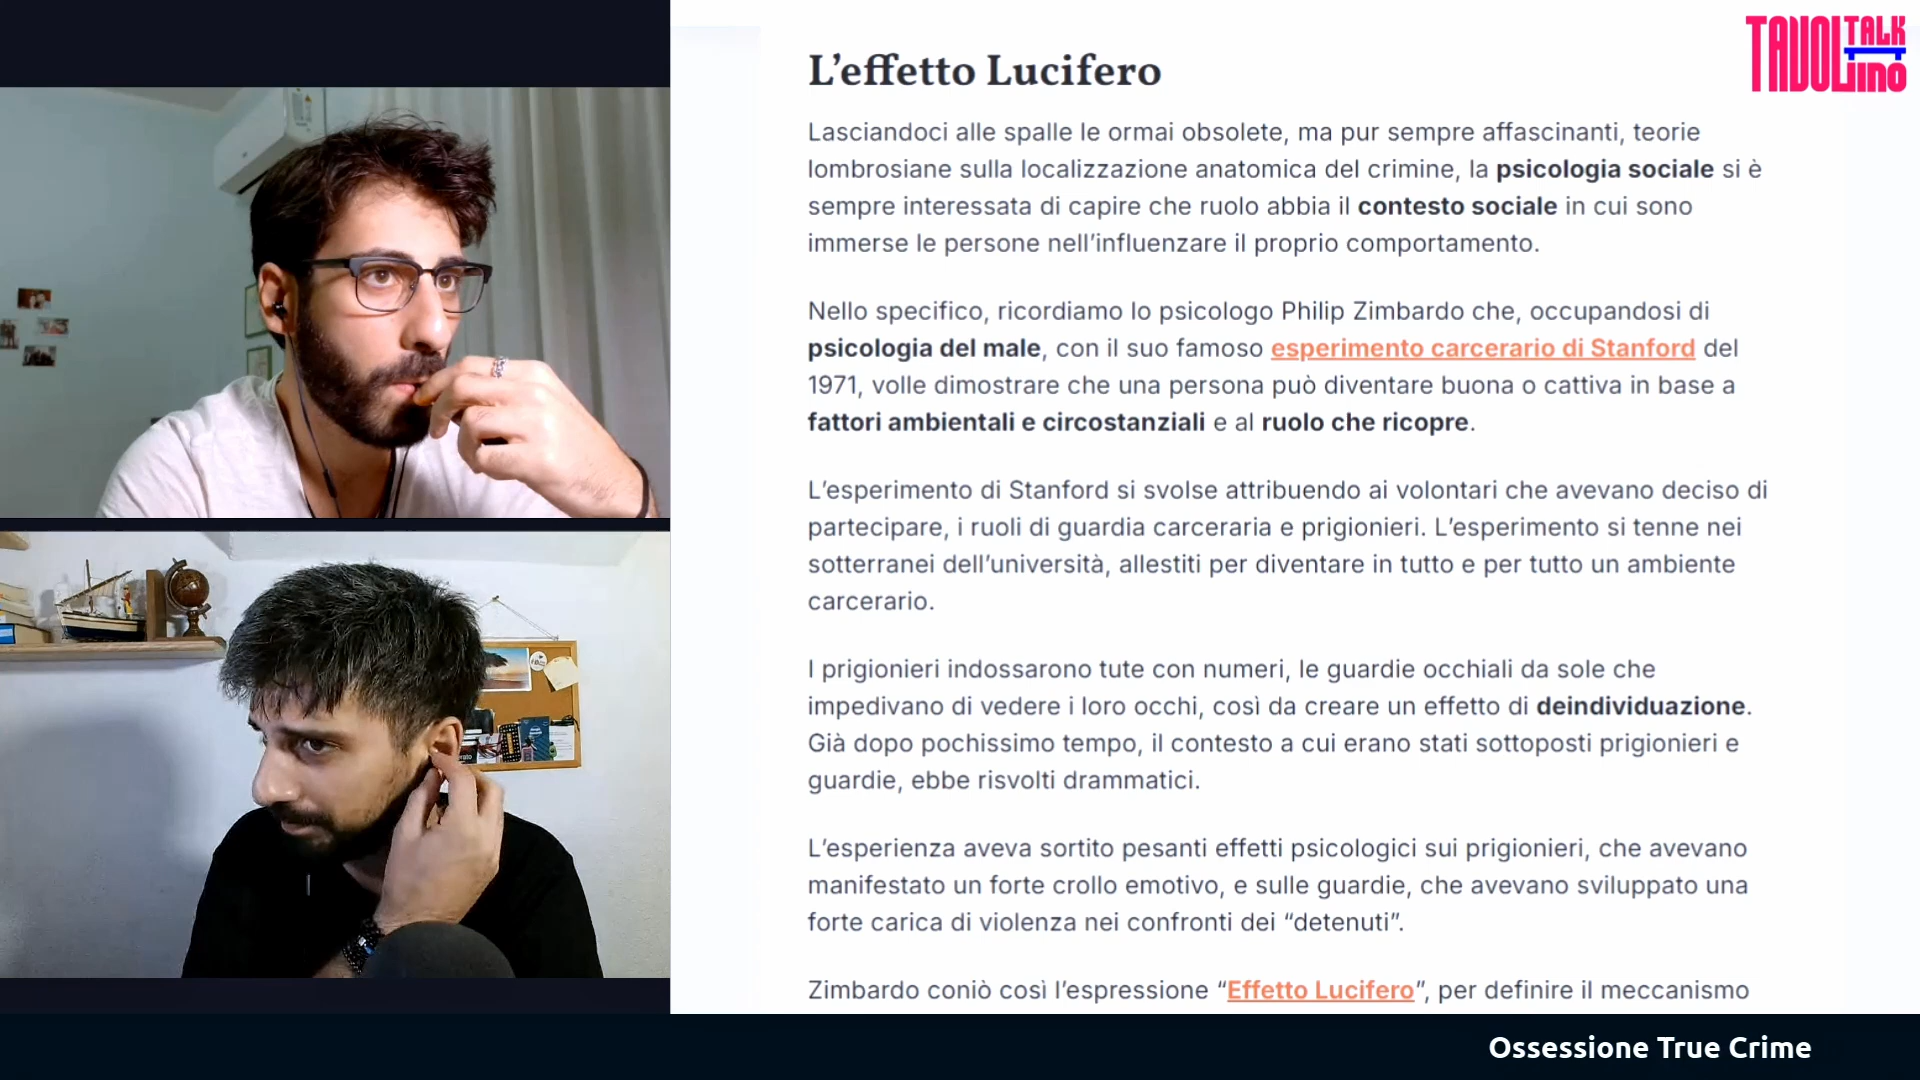 L’effetto Lucifero
TAVOLINO TALK
Lasciandoci alle spalle le ormai obsolete, ma pur sempre affascinanti, teorie
lombrosiane sulla localizzazione anatomica del crimine, la psicologia sociale si è
sempre interessata di capire che ruolo abbia il contesto sociale in cui sono
immerse le persone nell’influenzare il proprio comportamento.
Nello specifico, ricordiamo lo psicologo Philip Zimbardo che, occupandosi di
psicologia del male, con il suo famoso esperimento carcerario di Stanford del
1971, volle dimostrare che una persona può diventare buona o cattiva in base a
fattori ambientali e circostanziali e al ruolo che ricopre.
L’esperimento di Stanford si svolse attribuendo ai volontari che avevano deciso di
partecipare, i ruoli di guardia carceraria e prigionieri. L’esperimento si tenne nei
sotterranei dell’università, allestiti per diventare in tutto e per tutto un ambiente
carcerario.
I prigionieri indossarono tute con numeri, le guardie occhiali da sole che
impedivano di vedere i loro occhi, così da creare un effetto di deindividuazione.
Già dopo pochissimo tempo, il contesto a cui erano stati sottoposti prigionieri e
guardie, ebbe risvolti drammatici.
L’esperienza aveva sortito pesanti effetti psicologici sui prigionieri, che avevano
manifestato un forte crollo emotivo, e sulle guardie, che avevano sviluppato una
forte carica di violenza nei confronti dei “detenuti”.
Zimbardo coniò così l’espressione “Effetto Lucifero”, per definire il meccanismo
Ossessione True Crime